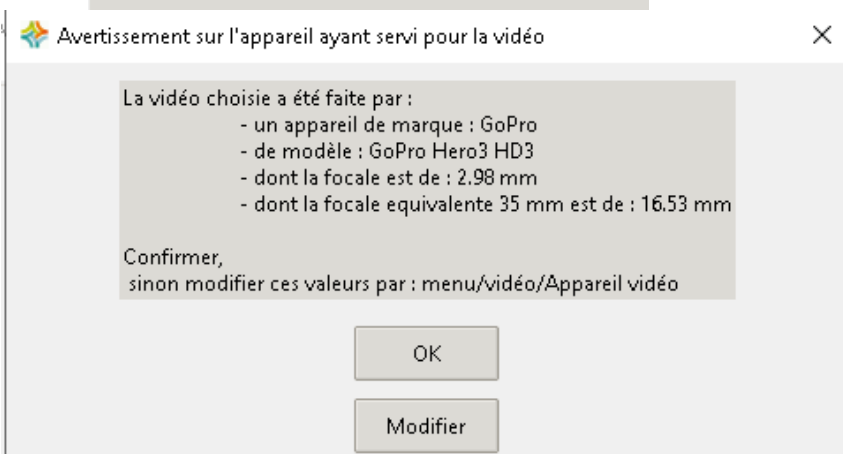 Avertissement sur l'appareil ayant servi pour la vidéo
La vidéo choisie a été faite par :
- un appareil de marque : GoPro
- de modèle : GoPro Hero3 HD3
- dont la focale est de : 2.98 mm
- dont la focale equivalente 35 mm est de : 16.53 mm
Confirmer,
sinon modifier ces valeurs par : menu/vidéo/Appareil vidéo
OK
Modifier